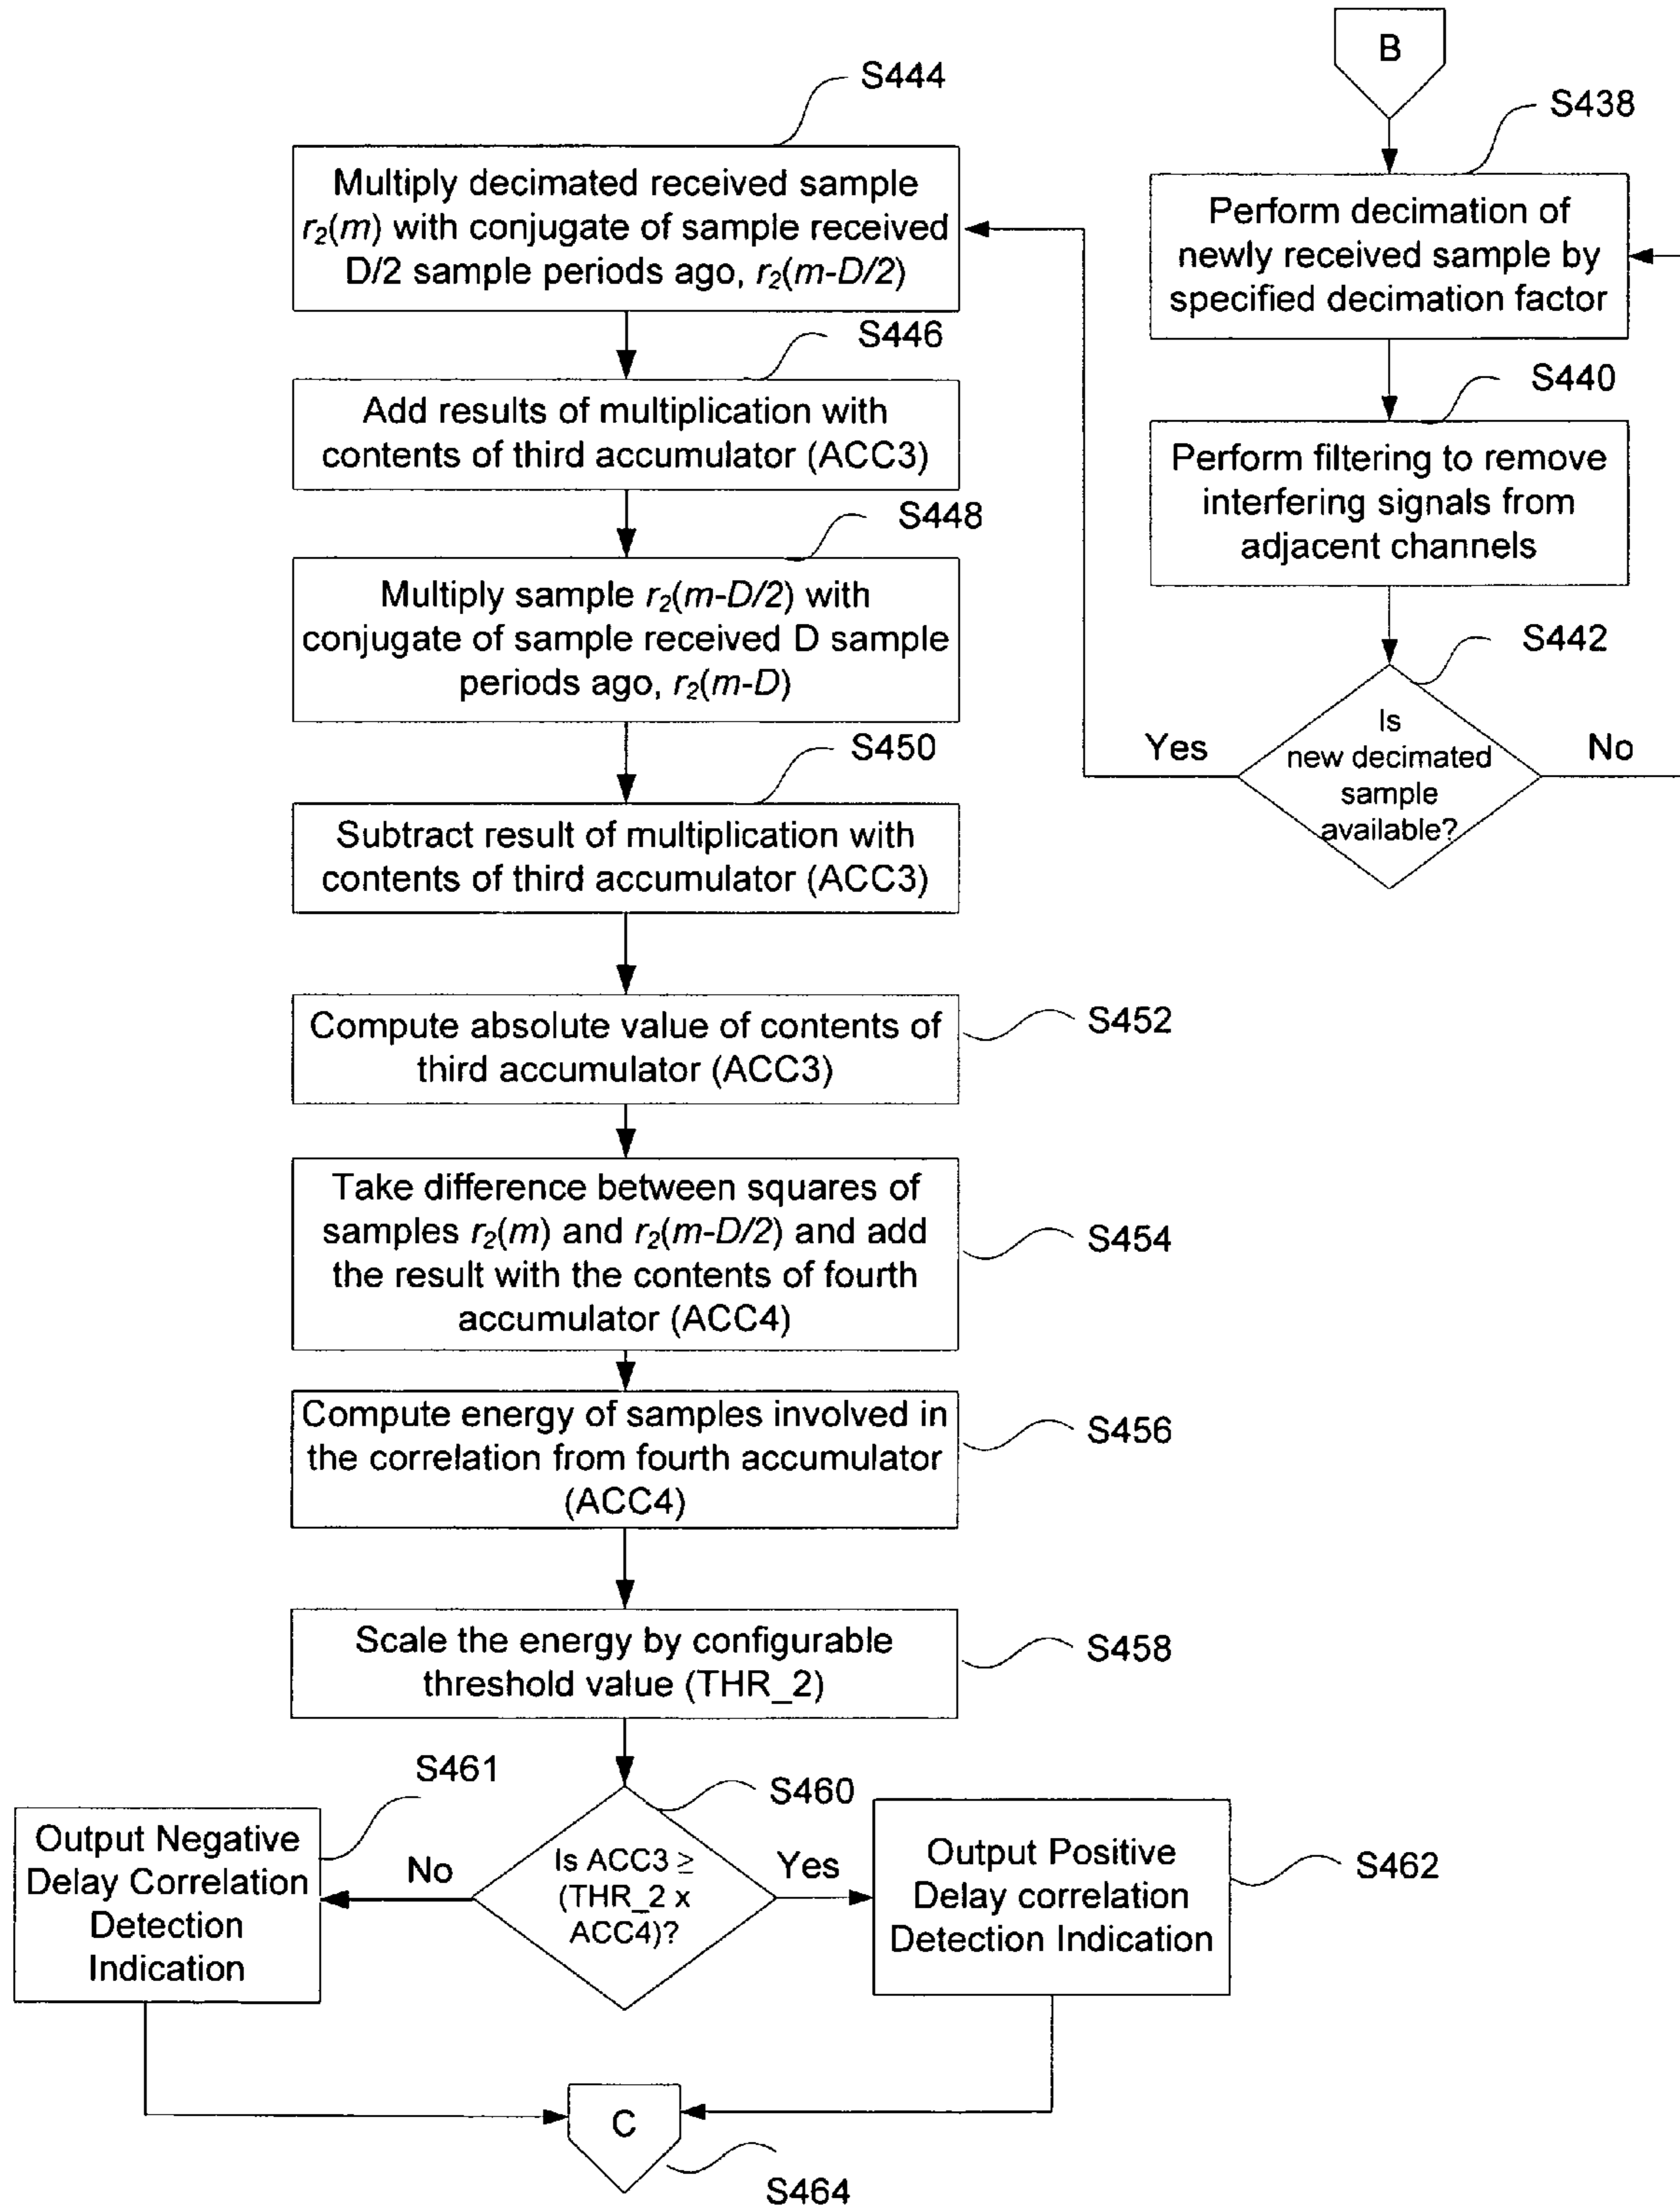 B
S438
Perform decimation of
newly received sample by
specified decimation factor
S440
Perform filtering to remove
interfering signals from
adjacent channels
S442
Is
new decimated
sample
available?
Yes
No
S444
Multiply decimated received sample
r₂(m) with conjugate of sample received
D/2 sample periods ago, r₂(m-D/2)
S446
Add results of multiplication with
contents of third accumulator (ACC3)
S448
Multiply sample r₂(m-D/2) with
conjugate of sample received D sample
periods ago, r₂(m-D)
S450
Subtract result of multiplication with
contents of third accumulator (ACC3)
Compute absolute value of contents of
third accumulator (ACC3)
S452
Take difference between squares of
samples r₂(m) and r₂(m-D/2) and add
the result with the contents of fourth
accumulator (ACC4)
S454
Compute energy of samples involved in
the correlation from fourth accumulator
(ACC4)
S456
Scale the energy by configurable
threshold value (THR_2)
S458
S460
Is ACC3 ≥
(THR_2 x
ACC4)?
No
Yes
S461
Output Negative
Delay Correlation
Detection
Indication
Output Positive
Delay correlation
Detection Indication
S462
C
S464